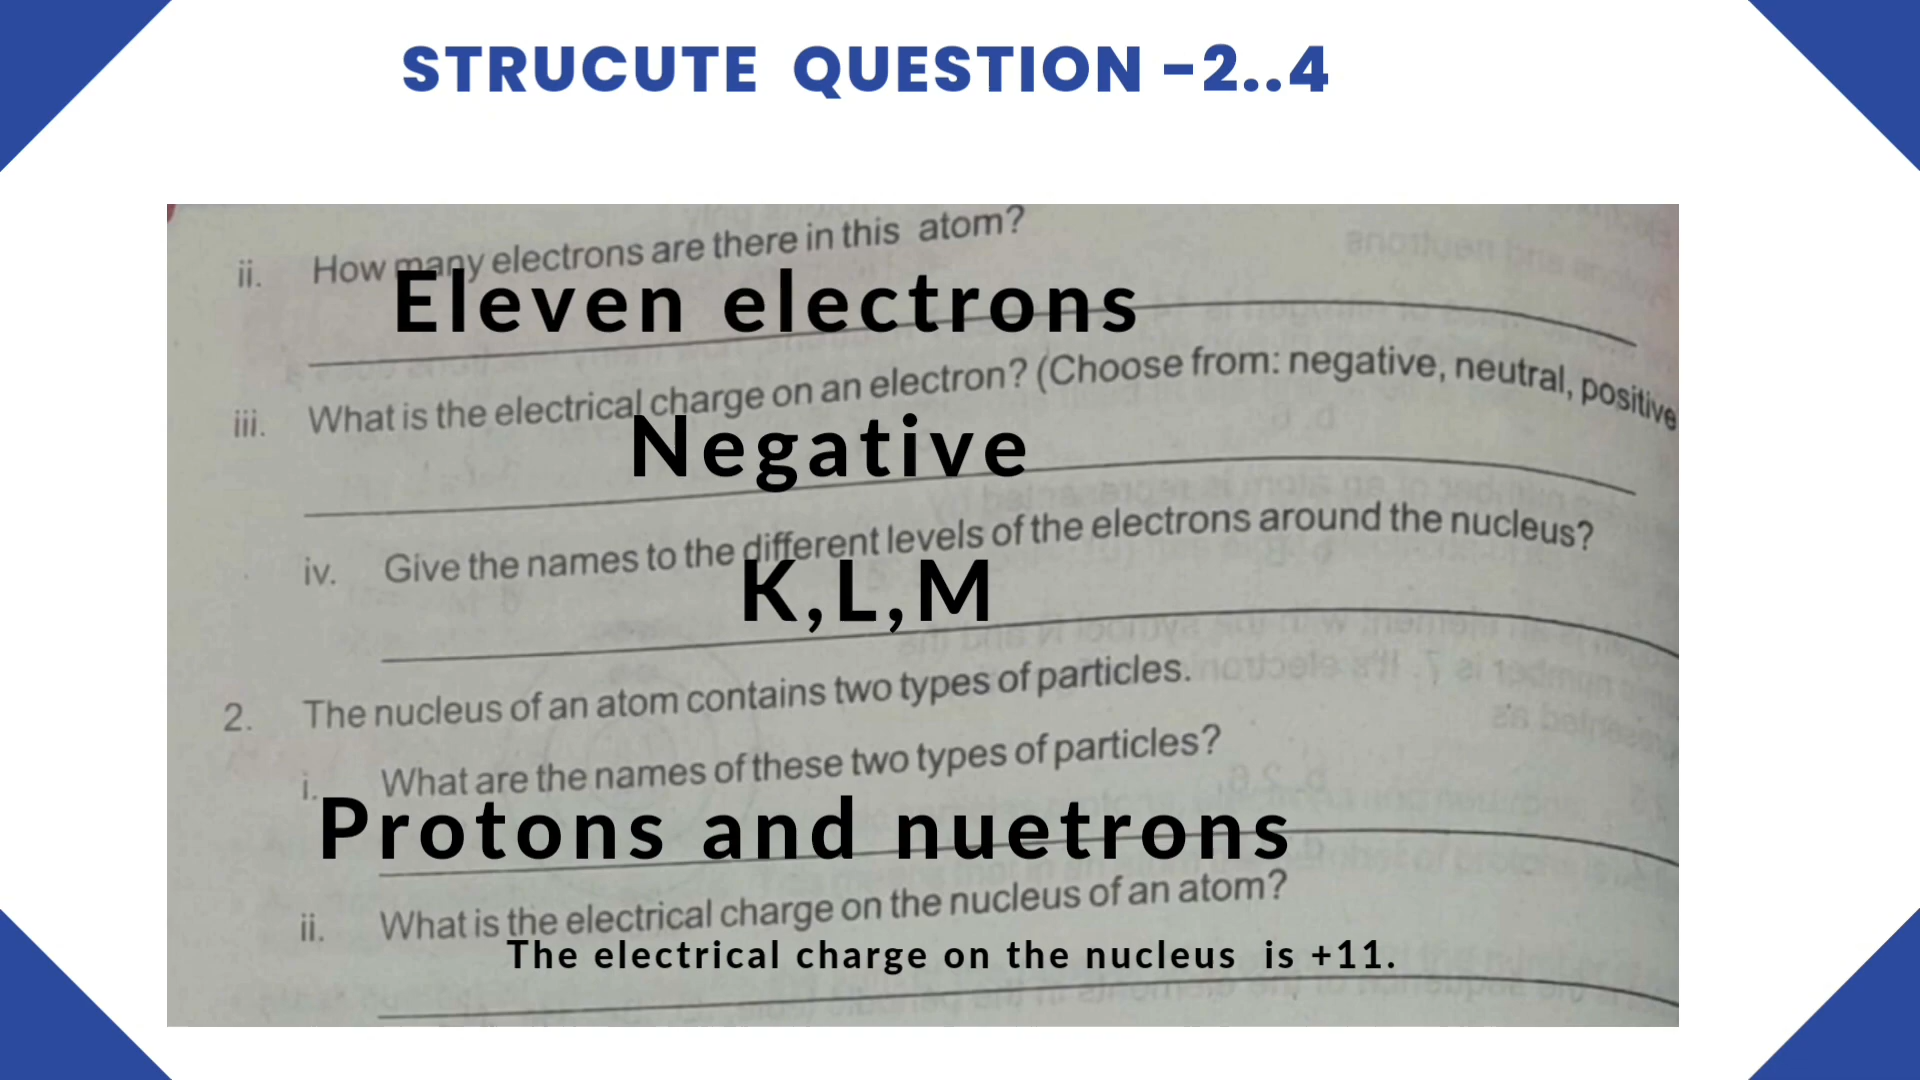 STRUCUTE QUESTION -2..4
ii. How many electrons are there in this atom?
Eleven electrons
iii. What is the electrical charge on an electron? (Choose from: negative, neutral, positive
Negative
iv. Give the names to the different levels of the electrons around the nucleus?
K,L,M
2. The nucleus of an atom contains two types of particles.
i. What are the names of these two types of particles?
Protons and nuetrons
ii. What is the electrical charge on the nucleus of an atom?
The electrical charge on the nucleus is +11.